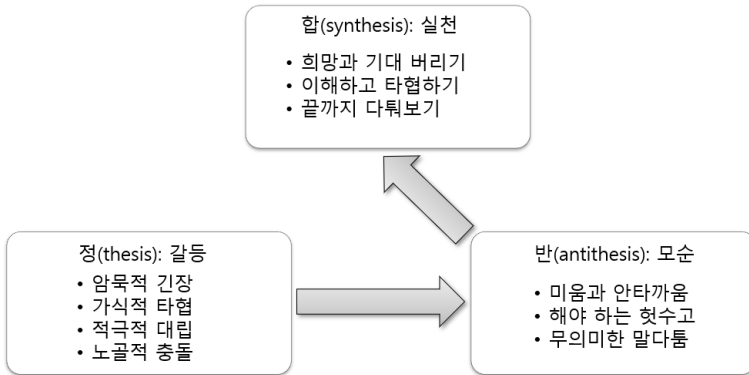 합(synthesis): 실천
• 희망과 기대 버리기
• 이해하고 타협하기
• 끝까지 다퉈보기
정(thesis): 갈등
• 암묵적 긴장
• 가식적 타협
• 적극적 대립
• 노골적 충돌
반(antithesis): 모순
• 미움과 안타까움
• 해야 하는 헛수고
• 무의미한 말다툼